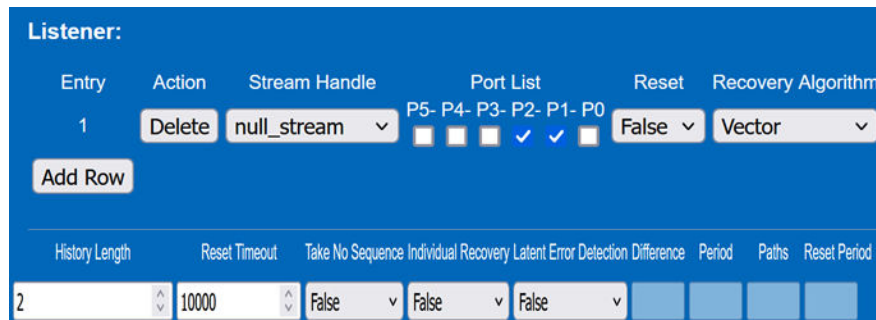 Listener:
Entry Action Stream Handle Port List Reset Recovery Algorithm
P5- P4- P3- P2- P1- P0
1 Delete null_stream False Vector
Add Row
History Length Reset Timeout Take No Sequence Individual Recovery Latent Error Detection Difference Period Paths Reset Period
2 10000 False False False